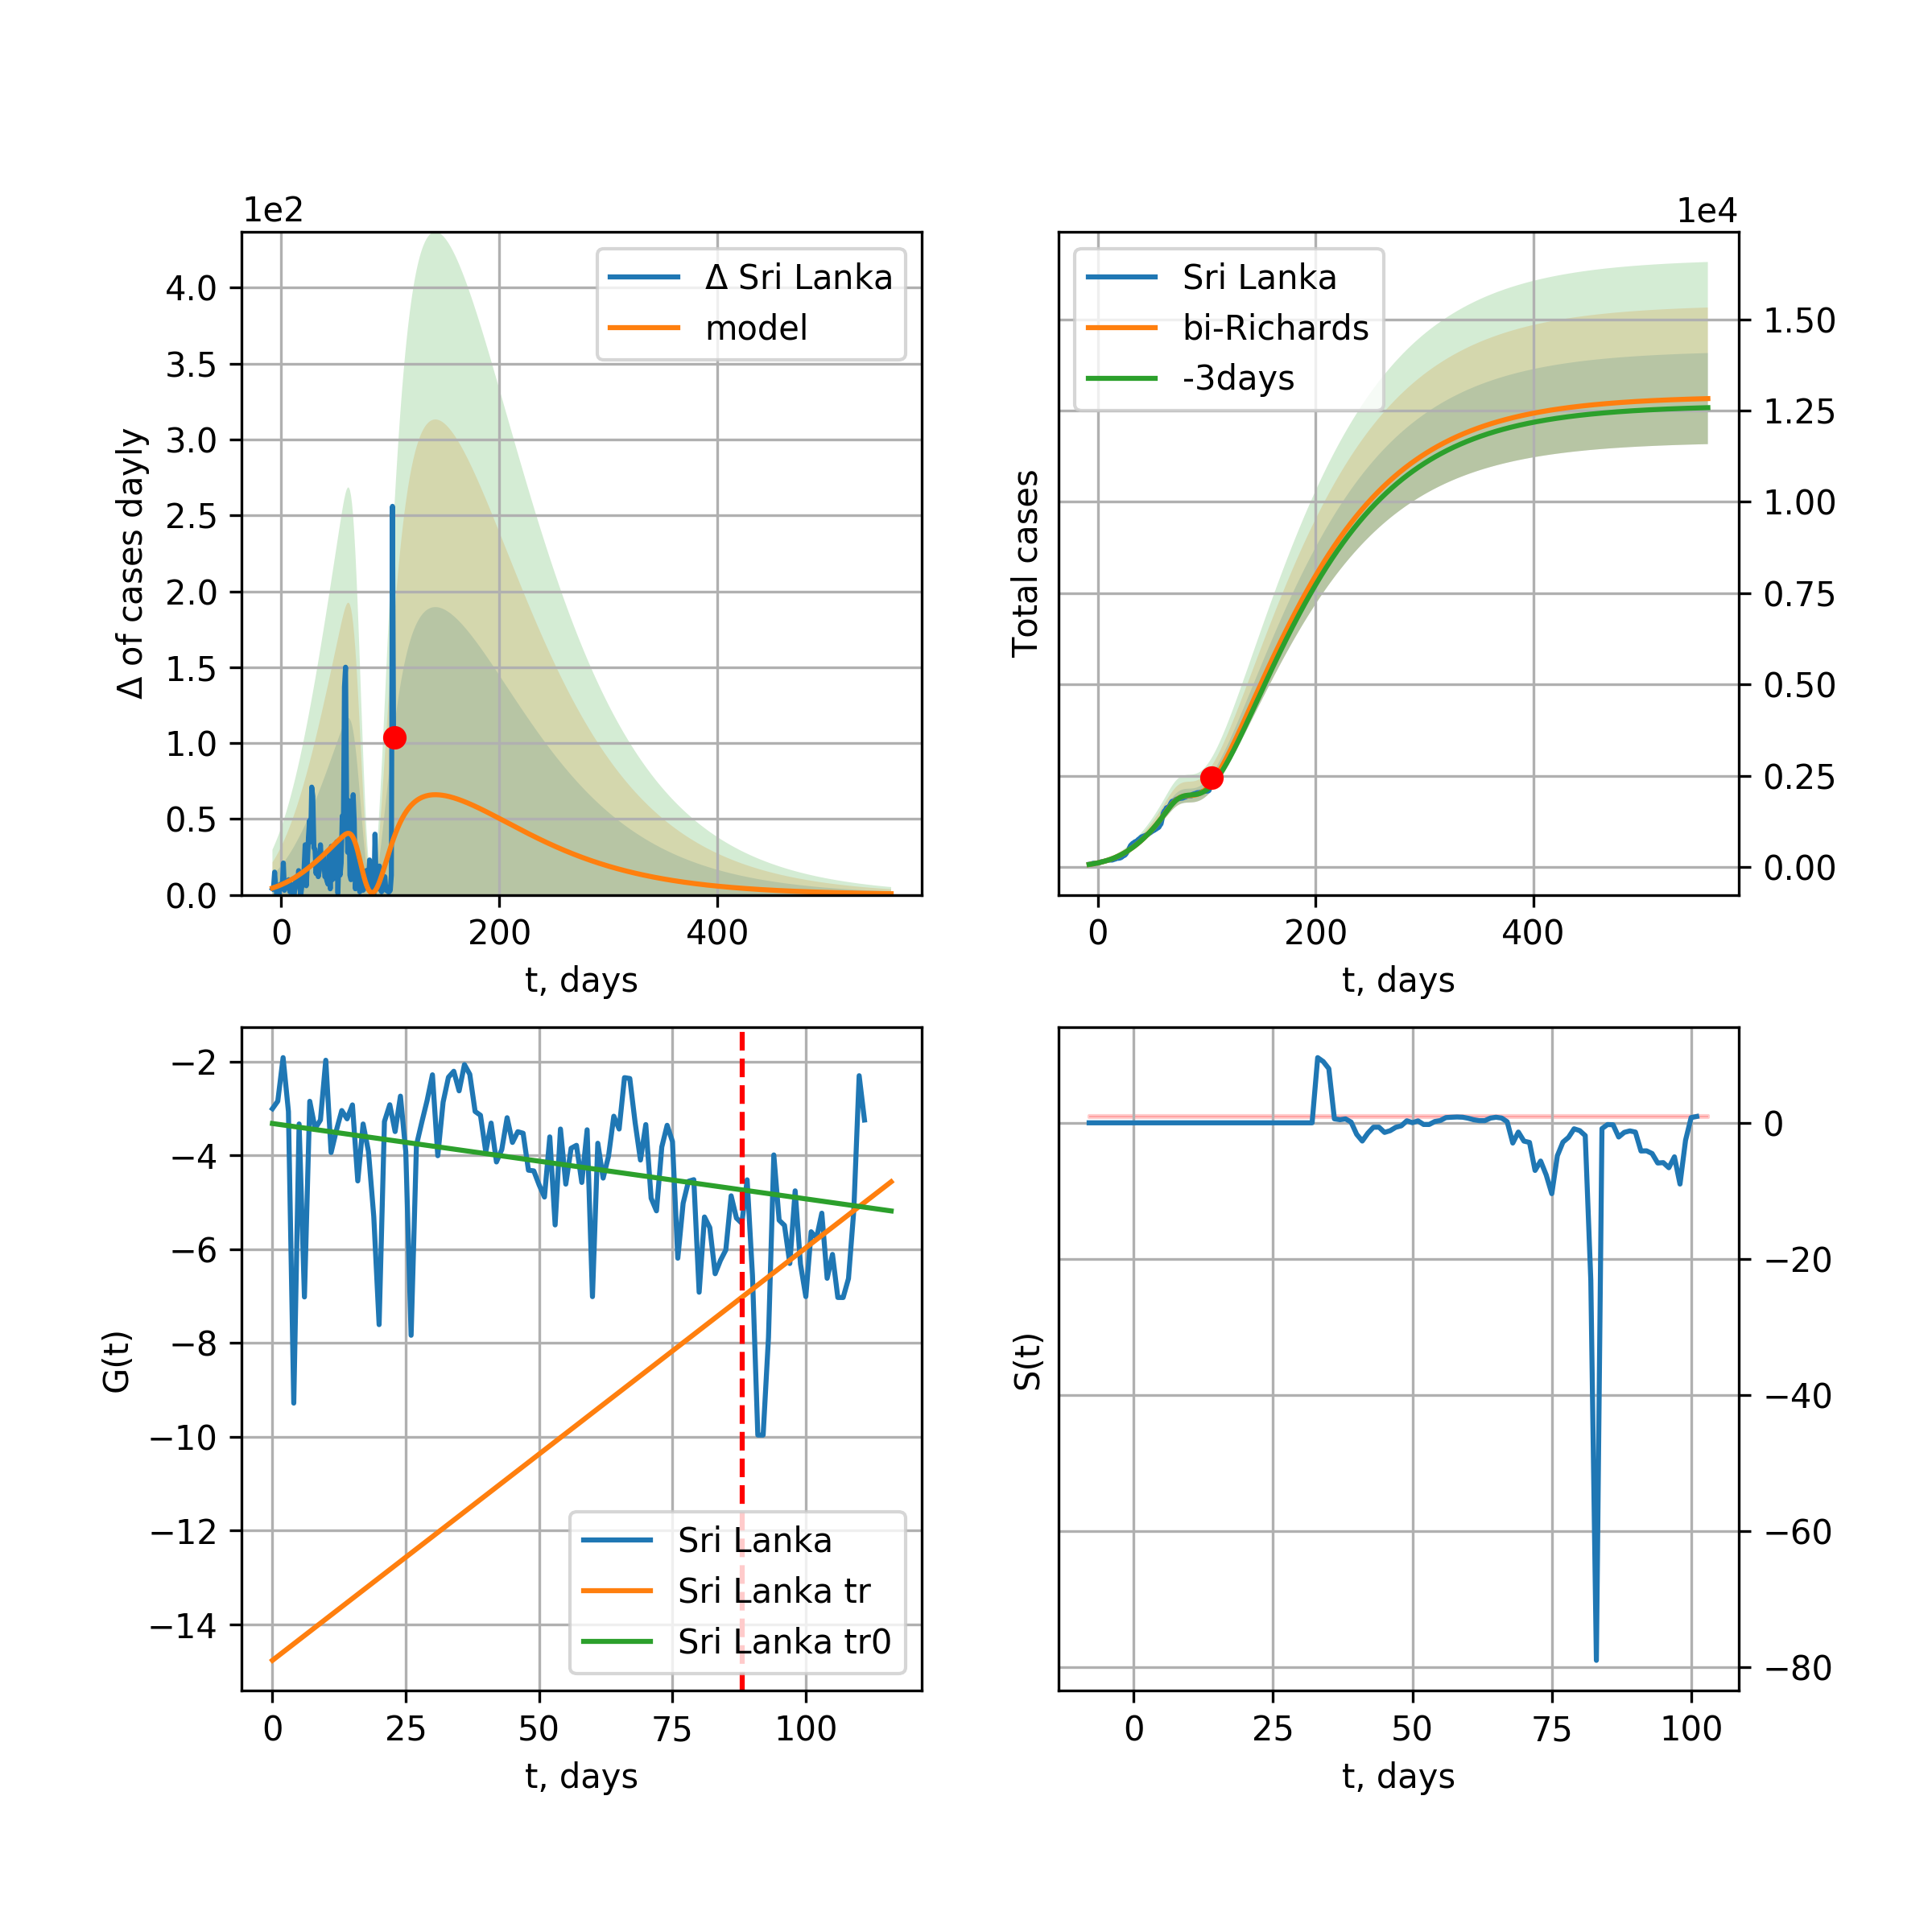 1e2
4.0
3.5
3.0
2.5
2.0
1.5
1.0
0.5
0.0
Δ of cases dayly
Δ Sri Lanka
model
0 200 400
t, days
1e4
Sri Lanka
bi-Richards
-3days
Total cases
1.50
1.25
1.00
0.75
0.50
0.25
0.00
0 200 400
t, days
−2
−4
−6
−8
−10
−12
−14
G(t)
Sri Lanka
Sri Lanka tr
Sri Lanka tr0
0 25 50 75 100
t, days
S(t)
0
−20
−40
−60
−80
0 25 50 75 100
t, days